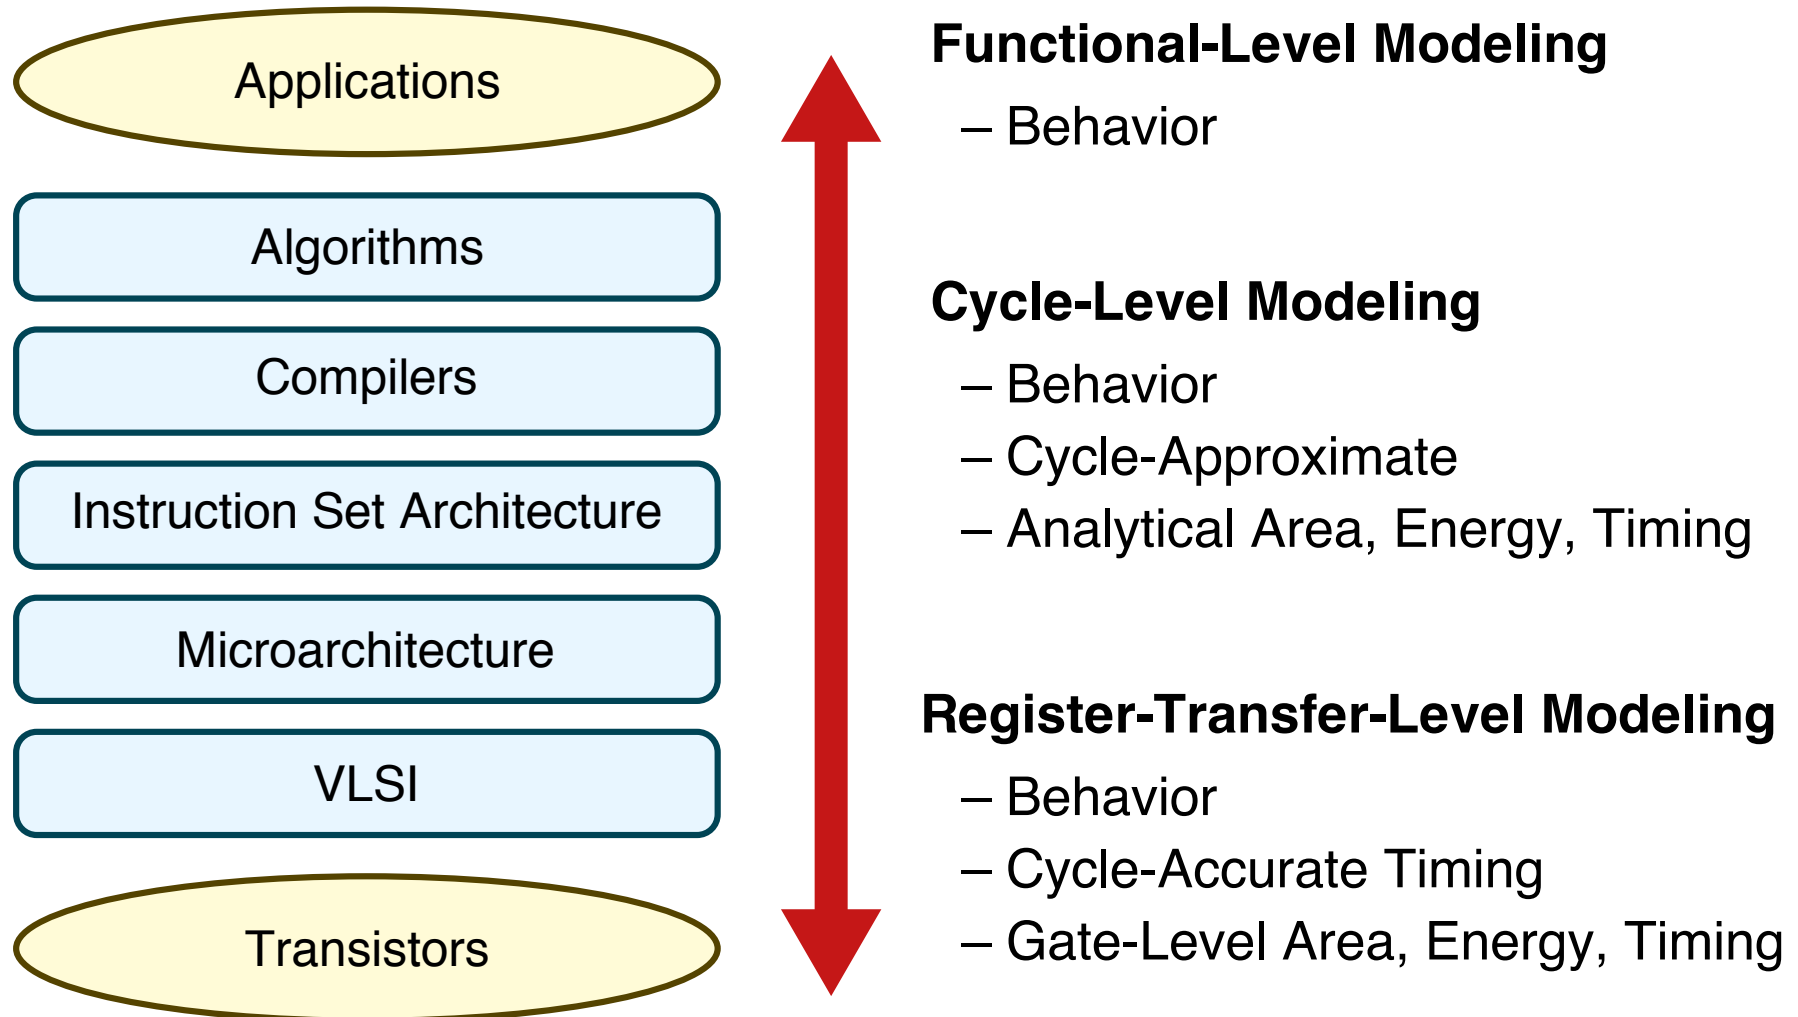 Applications
Algorithms
Compilers
Instruction Set Architecture
Microarchitecture
VLSI
Transistors
Functional-Level Modeling
– Behavior
Cycle-Level Modeling
– Behavior
– Cycle-Approximate
– Analytical Area, Energy, Timing
Register-Transfer-Level Modeling
– Behavior
– Cycle-Accurate Timing
– Gate-Level Area, Energy, Timing